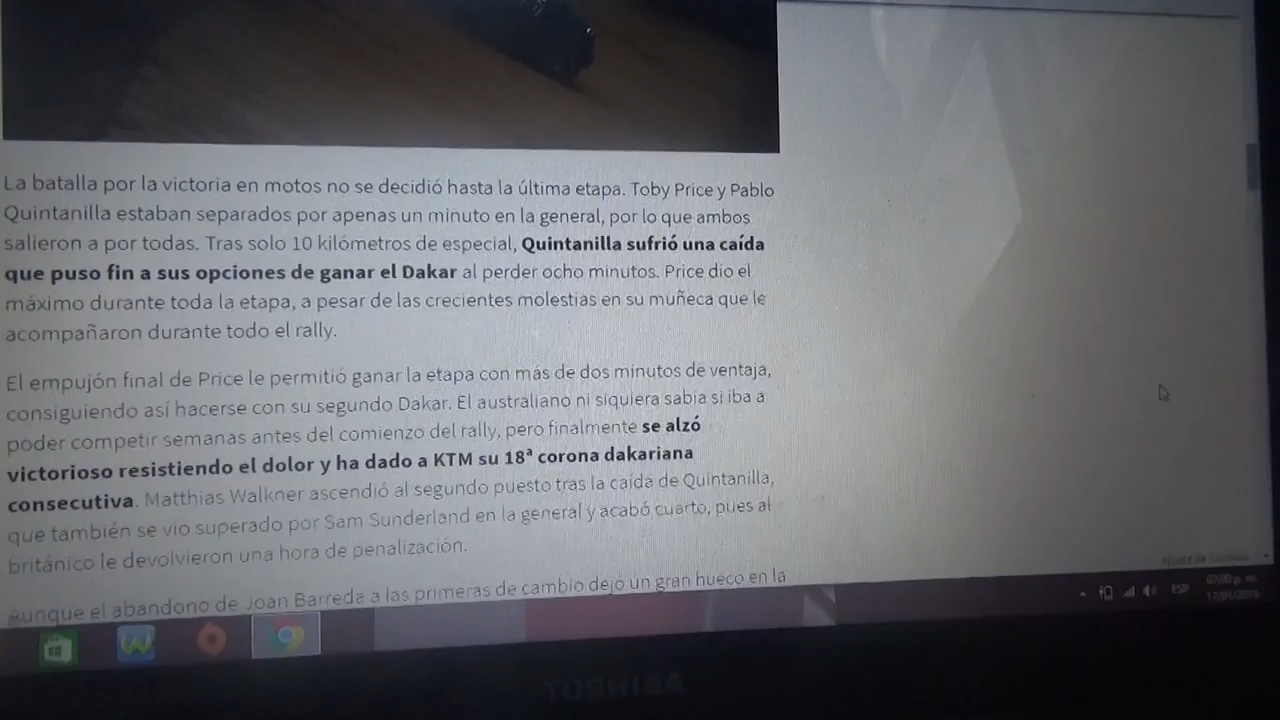 La batalla por la victoria en motos no se decidió hasta la última etapa. Toby Price y Pablo
Quintanilla estaban separados por apenas un minuto en la general, por lo que ambos
salieron a por todas. Tras solo 10 kilómetros de especial, Quintanilla sufrió una caída
que puso fin a sus opciones de ganar el Dakar al perder ocho minutos. Price dio el
máximo durante toda la etapa, a pesar de las crecientes molestias en su muñeca que le
acompañaron durante todo el rally.
El empujón final de Price le permitió ganar la etapa con más de dos minutos de ventaja,
consiguiendo así hacerse con su segundo Dakar. El australiano ni siquiera sabía si iba a
poder competir semanas antes del comienzo del rally, pero finalmente se alzó
victorioso resistiendo el dolor y ha dado a KTM su 18ª corona dakariana
consecutiva. Matthias Walkner ascendió al segundo puesto tras la caída de Quintanilla,
que también se vio superado por Sam Sunderland en la general y acabó cuarto, pues al
británico le devolvieron una hora de penalización.
Aunque el abandono de Joan Barreda a las primeras de cambio dejó un gran hueco en la
ESP
07:00 p. m.
17/01/2019
TOSHIBA